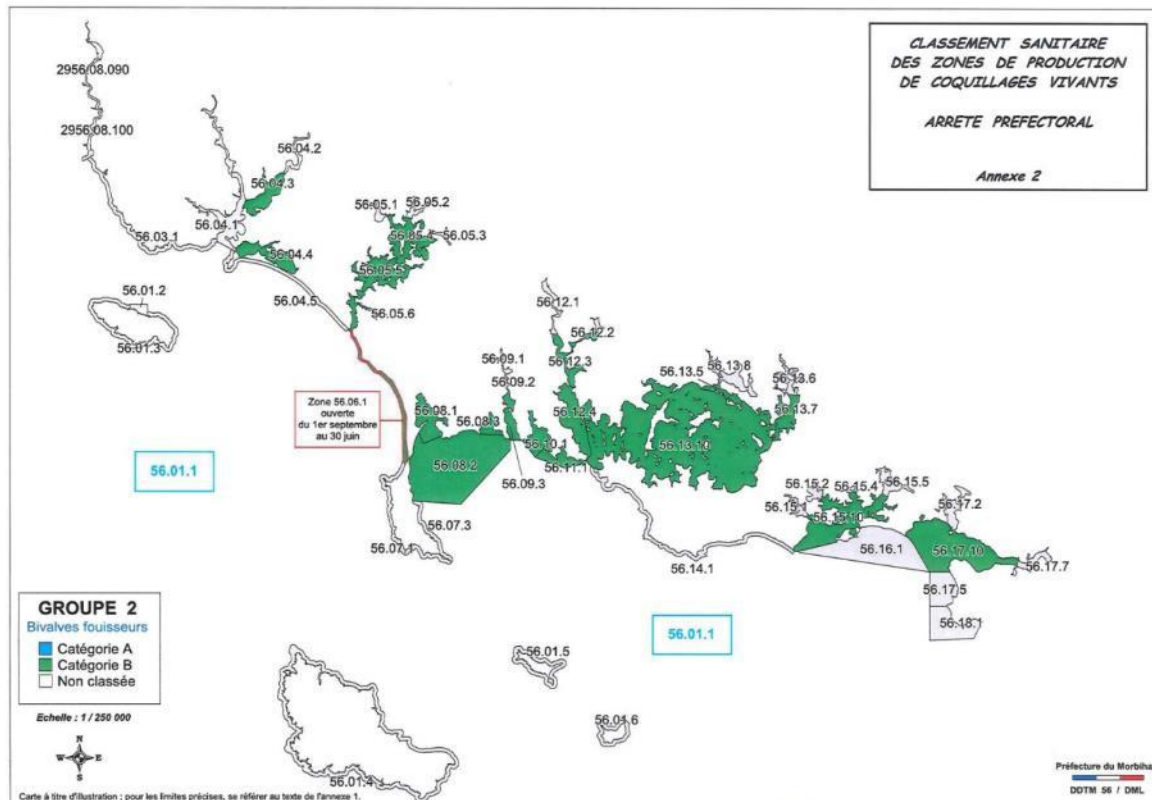 CLASSEMENT SANITAIRE
DES ZONES DE PRODUCTION
DE COQUILLAGES VIVANTS
ARRETE PREFECTORAL
Annexe 2
2956.08.090
2956.08.100
56.04.2
56.04.3
56.04.1
56.03.1
56.04.4
56.04.5
56.01.2
56.01.3
56.05.1
56.05.2
56.05.4
56.05.3
56.05.5
56.05.6
Zone 56.06.1
ouverte
du 1er septembre
au 30 juin
56.12.1
56.12.2
56.12.3
56.12.4
56.09.1
56.09.2
56.08.1
56.08.3
56.08.2
56.09.3
56.10.1
56.11.1
56.13.5
56.13.8
56.13.6
56.13.7
56.13.10
56.07.3
56.07.1
56.01.1
56.15.2
56.15.4
56.15.5
56.15.1
56.15.10
56.17.2
56.16.1
56.17.10
56.17.7
56.17.5
56.18.1
56.14.1
56.01.1
56.01.5
56.01.6
56.01.4
GROUPE 2
Bivalves fouisseurs
Catégorie A
Catégorie B
Non classée
Echelle : 1 / 250 000
N
W E
S
Carte à titre d'illustration : pour les limites précises, se référer au texte de l'annexe 1.
Préfecture du Morbiha
DDTM 56 / DML